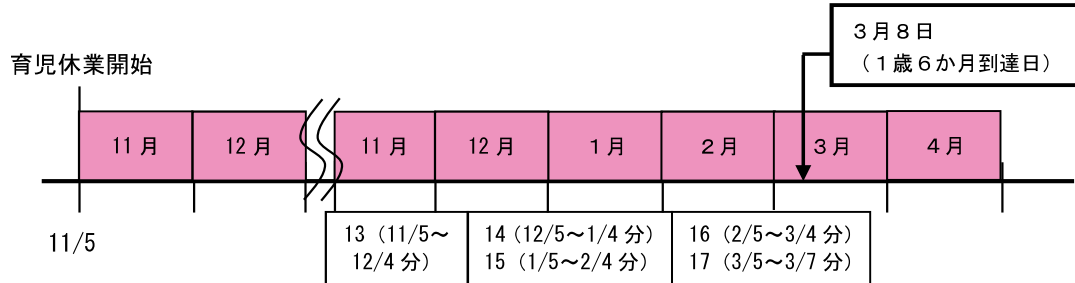 3月8日
(1歳6か月到達日)
育児休業開始
11月
12月
11月
12月
1月
2月
3月
4月
11/5
13 (11/5~
12/4分)
14 (12/5~1/4分)
15 (1/5~2/4分)
16 (2/5~3/4分)
17 (3/5~3/7分)